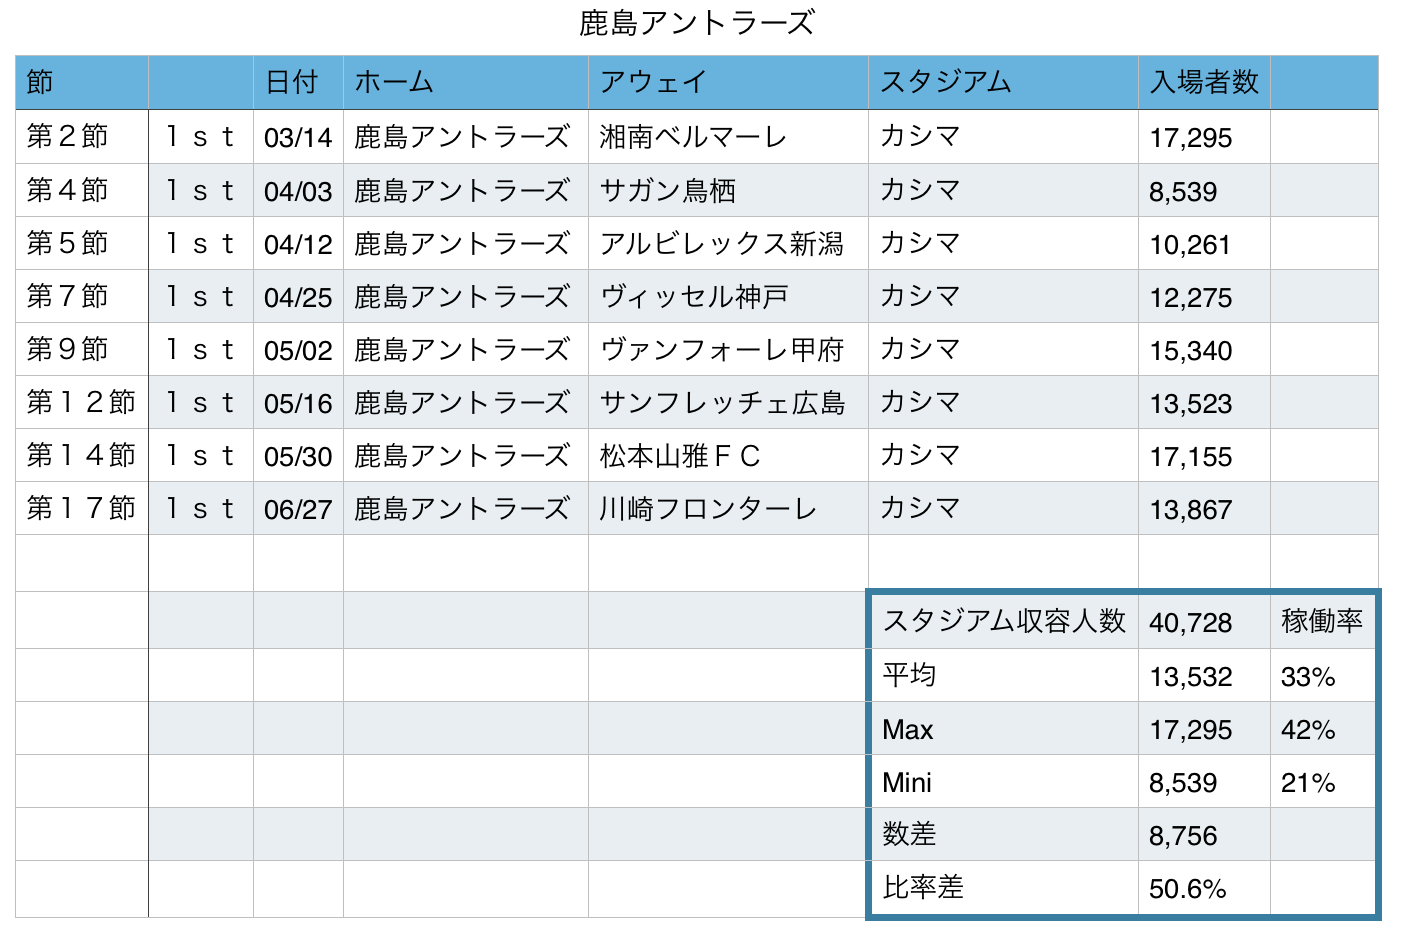 鹿島アントラーズ
節 日付 ホーム アウェイ スタジアム 入場者数
第２節 １ｓｔ 03/14 鹿島アントラーズ 湘南ベルマーレ カシマ 17,295
第４節 １ｓｔ 04/03 鹿島アントラーズ サガン鳥栖 カシマ 8,539
第５節 １ｓｔ 04/12 鹿島アントラーズ アルビレックス新潟 カシマ 10,261
第７節 １ｓｔ 04/25 鹿島アントラーズ ヴィッセル神戸 カシマ 12,275
第９節 １ｓｔ 05/02 鹿島アントラーズ ヴァンフォーレ甲府 カシマ 15,340
第１２節 １ｓｔ 05/16 鹿島アントラーズ サンフレッチェ広島 カシマ 13,523
第１４節 １ｓｔ 05/30 鹿島アントラーズ 松本山雅ＦＣ カシマ 17,155
第１７節 １ｓｔ 06/27 鹿島アントラーズ 川崎フロンターレ カシマ 13,867
スタジアム収容人数 40,728 稼働率
平均 13,532 33%
Max 17,295 42%
Mini 8,539 21%
数差 8,756
比率差 50.6%